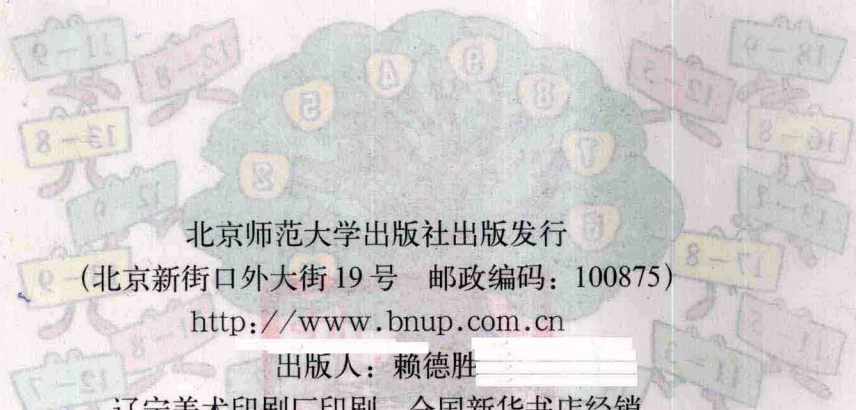 北京师范大学出版社出版发行
(北京新街口外大街 19 号 邮政编码：100875)
http://www.bnup.com.cn
出版人：赖德胜
辽宁美术印刷厂印刷 全国新华书店经销